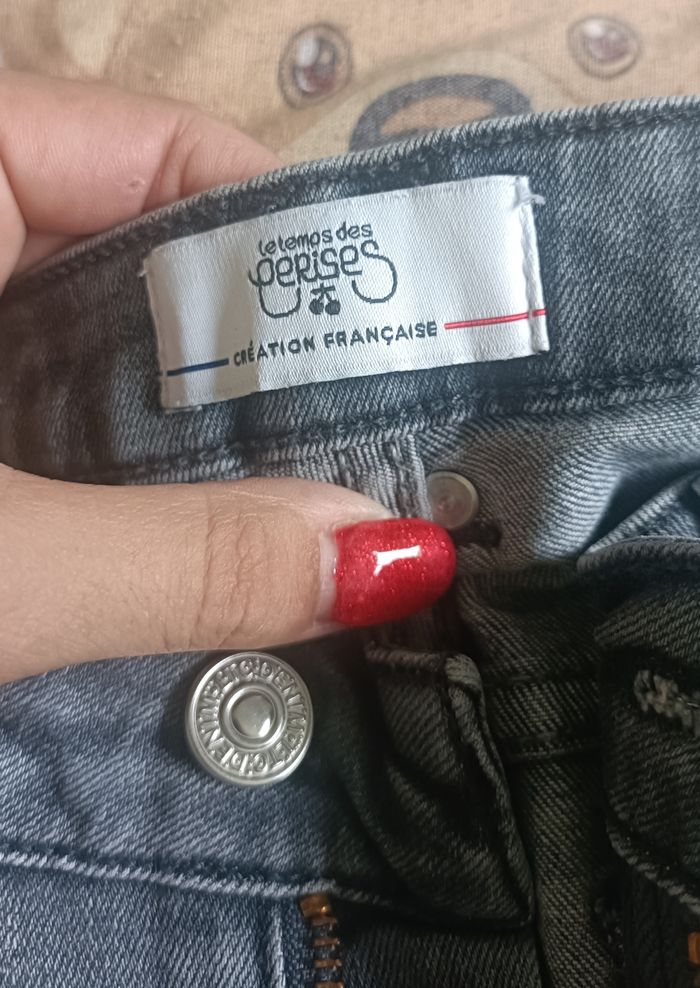 le temps des
cerises
CRÉATION FRANÇAISE